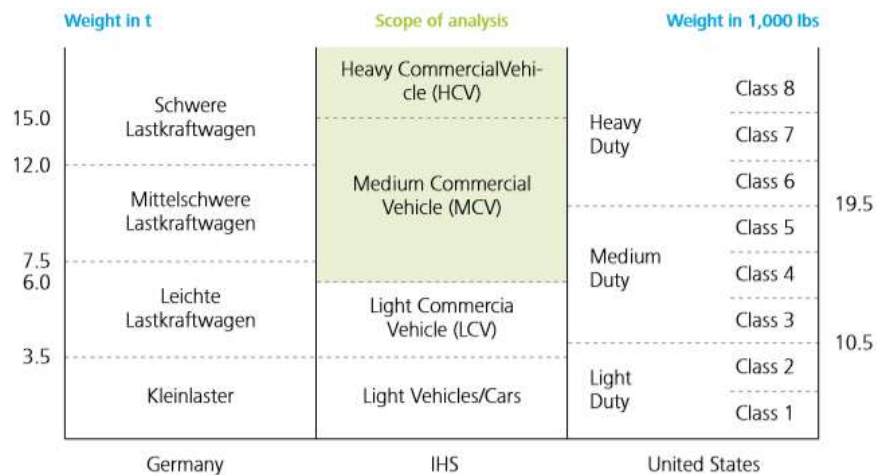 Weight in t
Scope of analysis
Weight in 1,000 lbs
Heavy CommercialVehi-
cle (HCV)
Class 8
Schwere
Lastkraftwagen
15.0
Heavy
Duty
Class 7
12.0
Class 6
Mittelschwere
Lastkraftwagen
Medium Commercial
Vehicle (MCV)
19.5
Class 5
7.5
Medium
Duty
Class 4
6.0
Leichte
Lastkraftwagen
Light Commercia
Vehicle (LCV)
Class 3
10.5
3.5
Class 2
Kleinlaster
Light Vehicles/Cars
Light
Duty
Class 1
Germany
IHS
United States